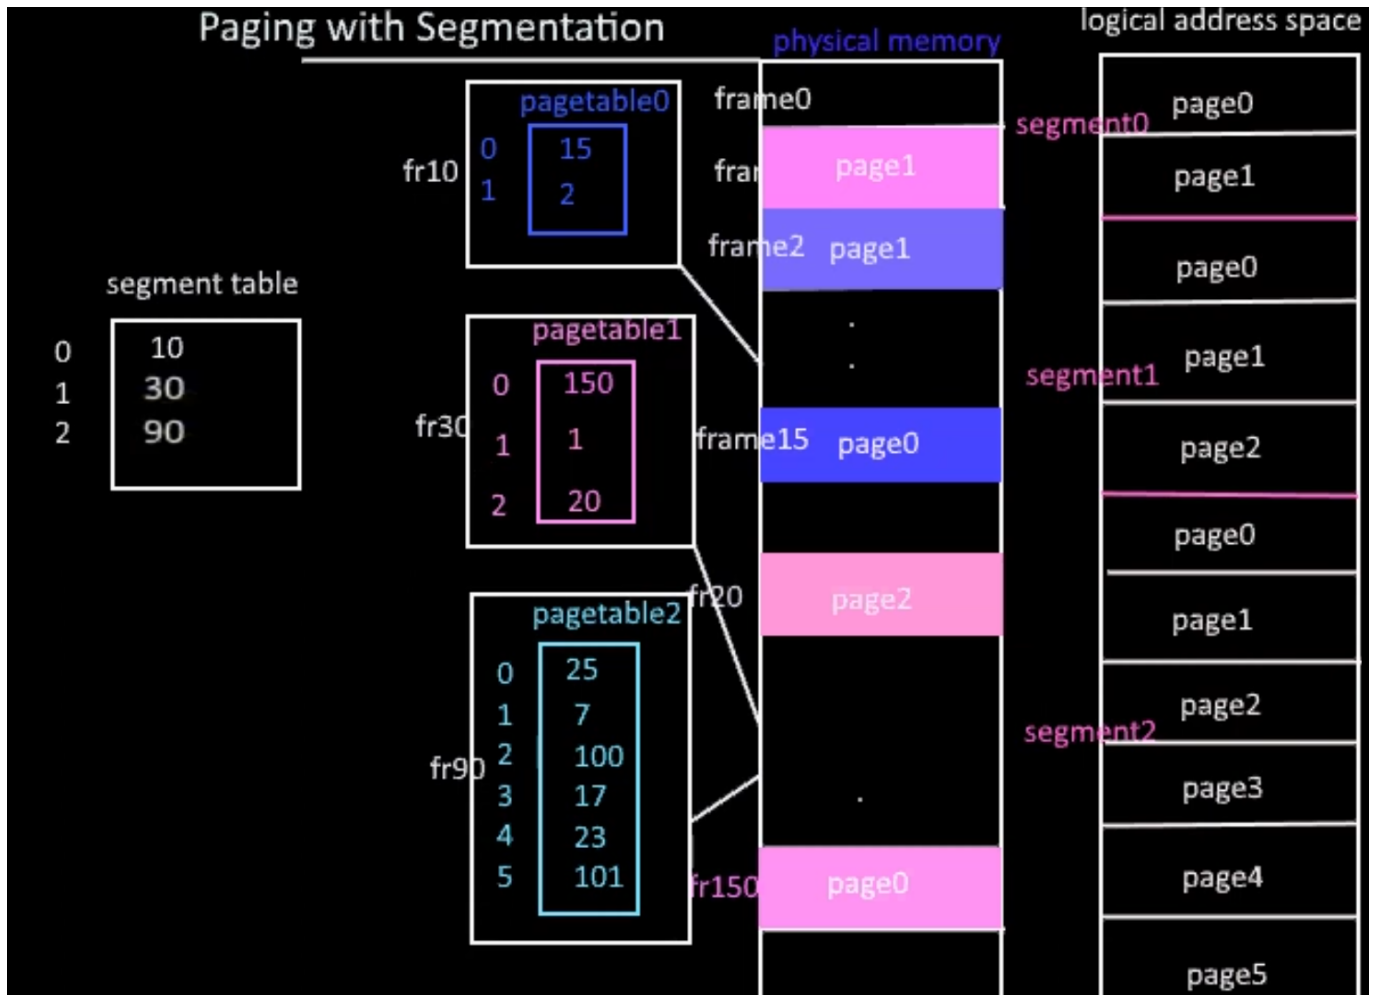 Paging with Segmentation
segment table
0 10
1 30
2 90
fr10
pagetable0
0 15
1 2
fr30
pagetable1
0 150
1 1
2 20
fr90
pagetable2
0 25
1 7
2 100
3 17
4 23
5 101
physical memory
frame0
fra page1
frame2 page1
frame15 page0
fr20 page2
fr150 page0
logical address space
segment0
page0
page1
segment1
page0
page1
page2
segment2
page0
page1
page2
page3
page4
page5